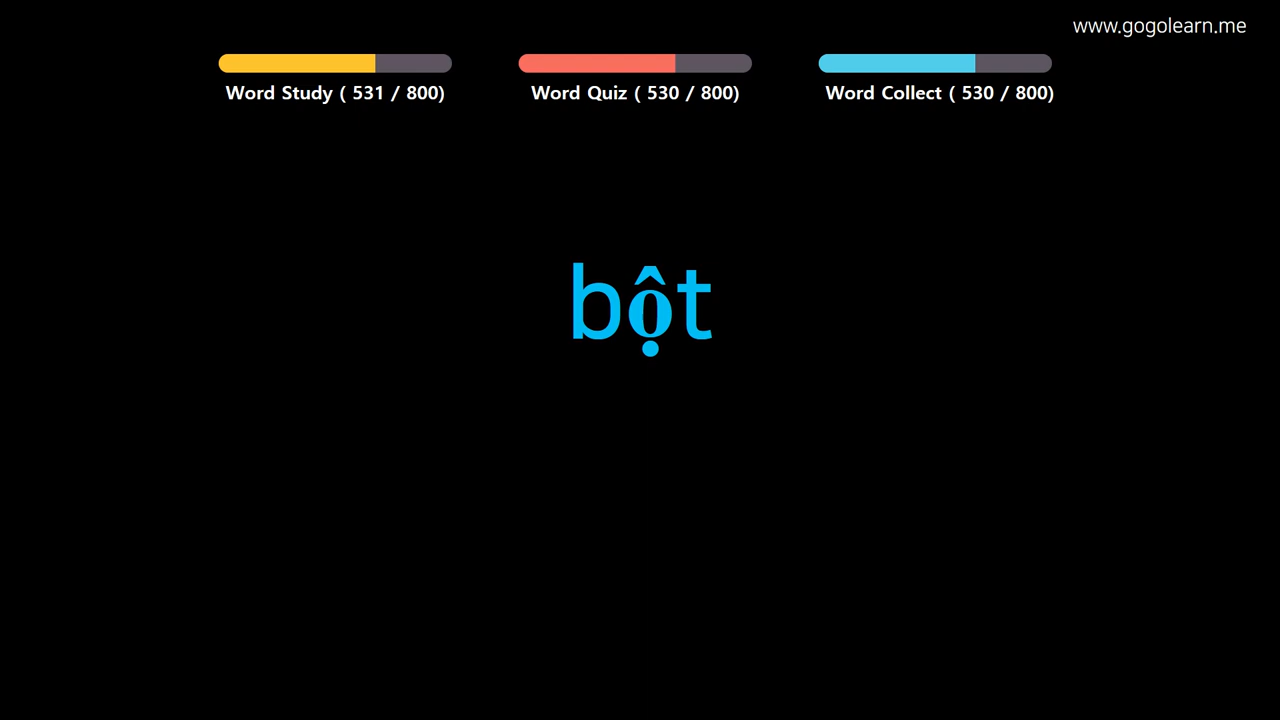 www.gogolearn.me
Word Study ( 531 / 800)
Word Quiz ( 530 / 800)
Word Collect ( 530 / 800)
bột